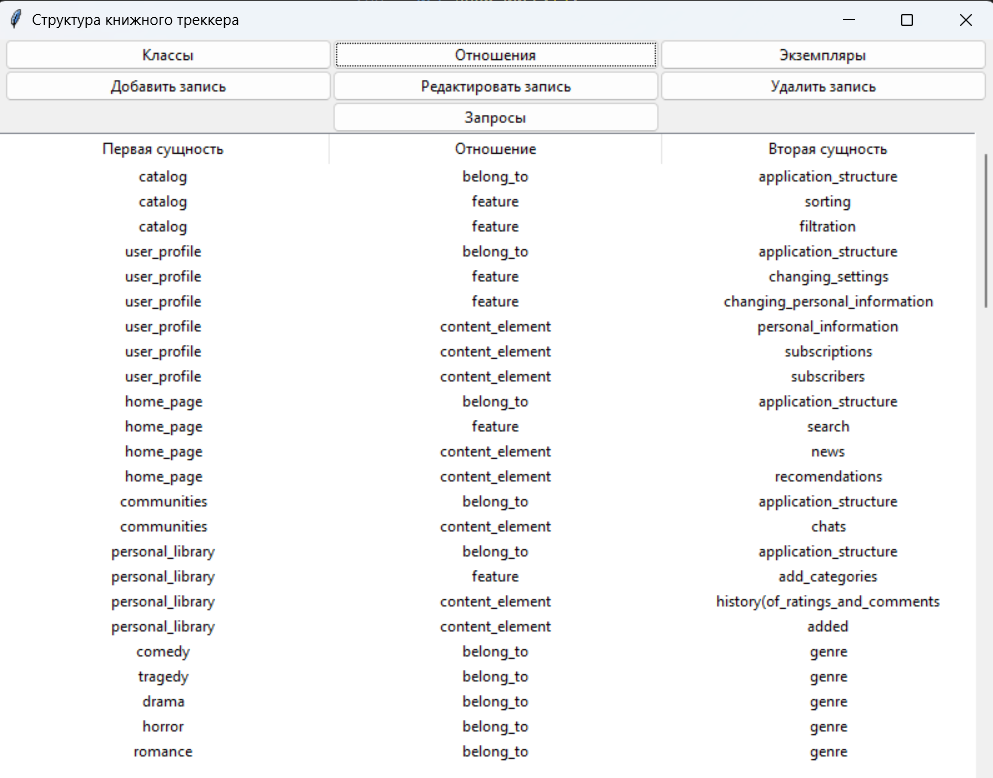 Структура книжного треккера
Классы Отношения Экземпляры
Добавить запись Редактировать запись Удалить запись
Запросы
Первая сущность Отношение Вторая сущность
catalog belong_to application_structure
catalog feature sorting
catalog feature filtration
user_profile belong_to application_structure
user_profile feature changing_settings
user_profile feature changing_personal_information
user_profile content_element personal_information
user_profile content_element subscriptions
user_profile content_element subscribers
home_page belong_to application_structure
home_page feature search
home_page content_element news
home_page content_element recomendations
communities belong_to application_structure
communities content_element chats
personal_library belong_to application_structure
personal_library feature add_categories
personal_library content_element history(of_ratings_and_comments
personal_library content_element added
comedy belong_to genre
tragedy belong_to genre
drama belong_to genre
horror belong_to genre
romance belong_to genre